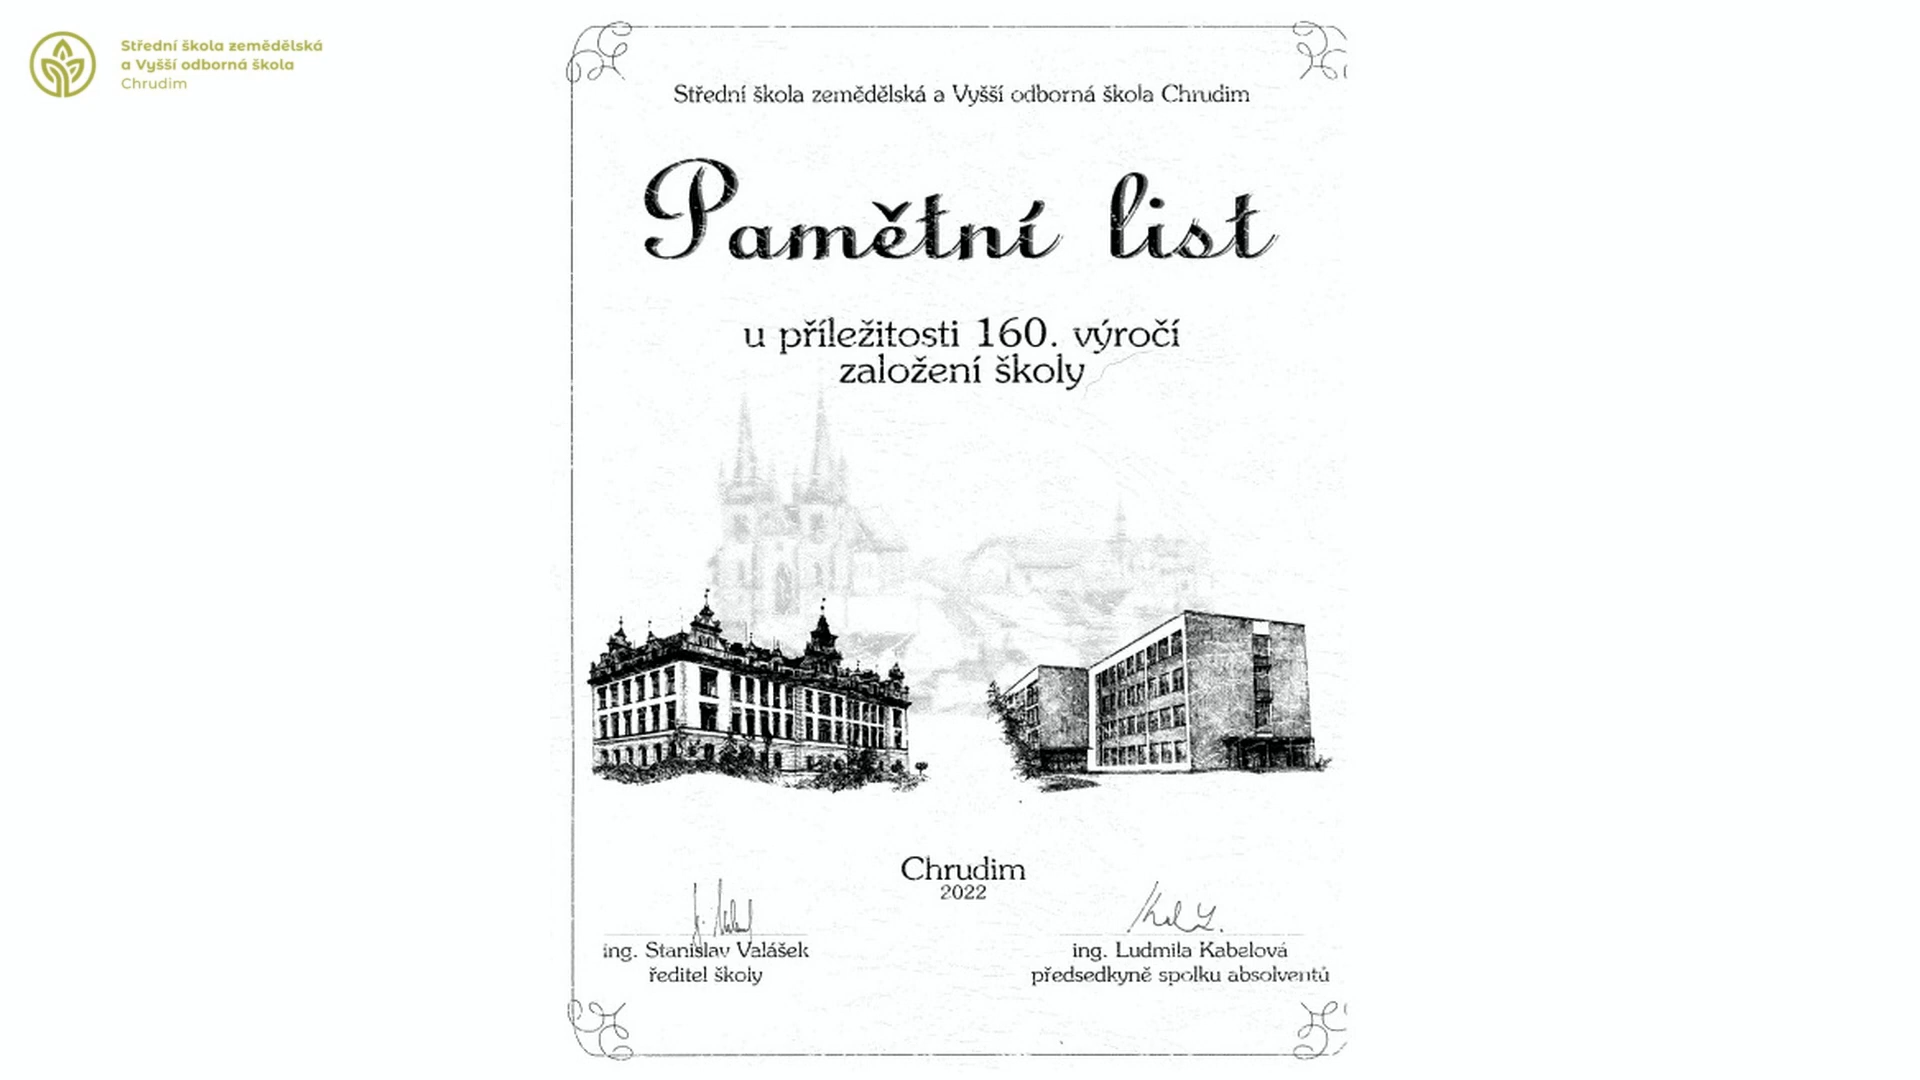 Střední škola zemědělská
a Vyšší odborná škola
Chrudim
Střední škola zemědělská a Vyšší odborná škola Chrudim
Pamětní list
u příležitosti 160. výročí
založení školy
Chrudim
2022
ing. Stanislav Valášek
ředitel školy
ing. Ludmila Kabelová
předsedkyně spolku absolventů